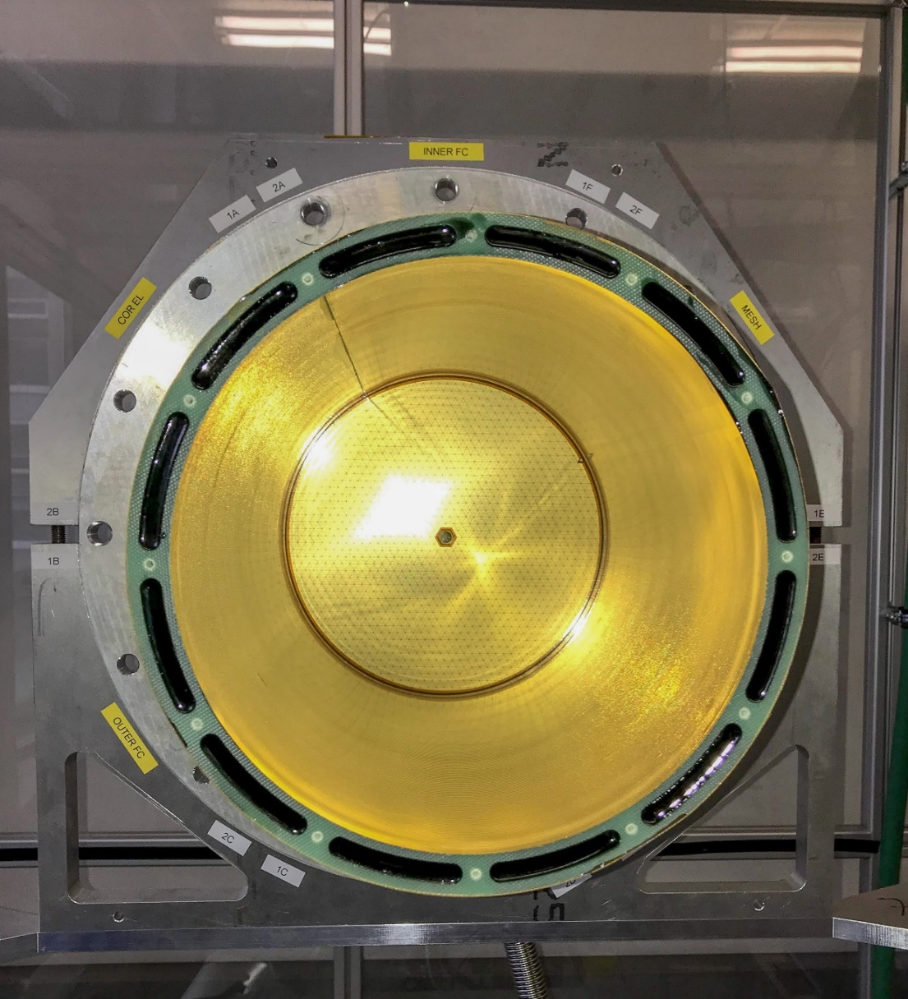 INNER FC
2A
1A
1F
2F
COR EL
MESH
2B
1B
1E
2E
OUTER FC
2C
1C